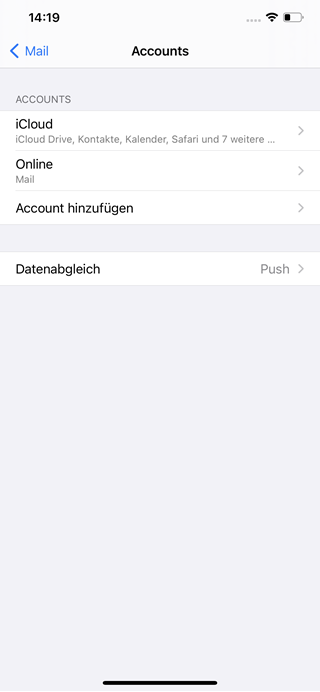 14:19
Mail
Accounts
ACCOUNTS
iCloud
iCloud Drive, Kontakte, Kalender, Safari und 7 weitere ...
Online
Mail
Account hinzufügen
Datenabgleich Push